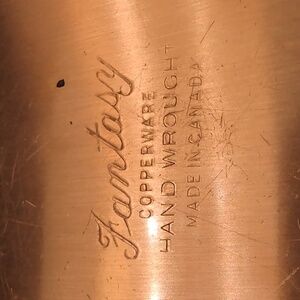 Fantasy
COPPERWARE
HAND WROUGHT
MADE IN CANADA